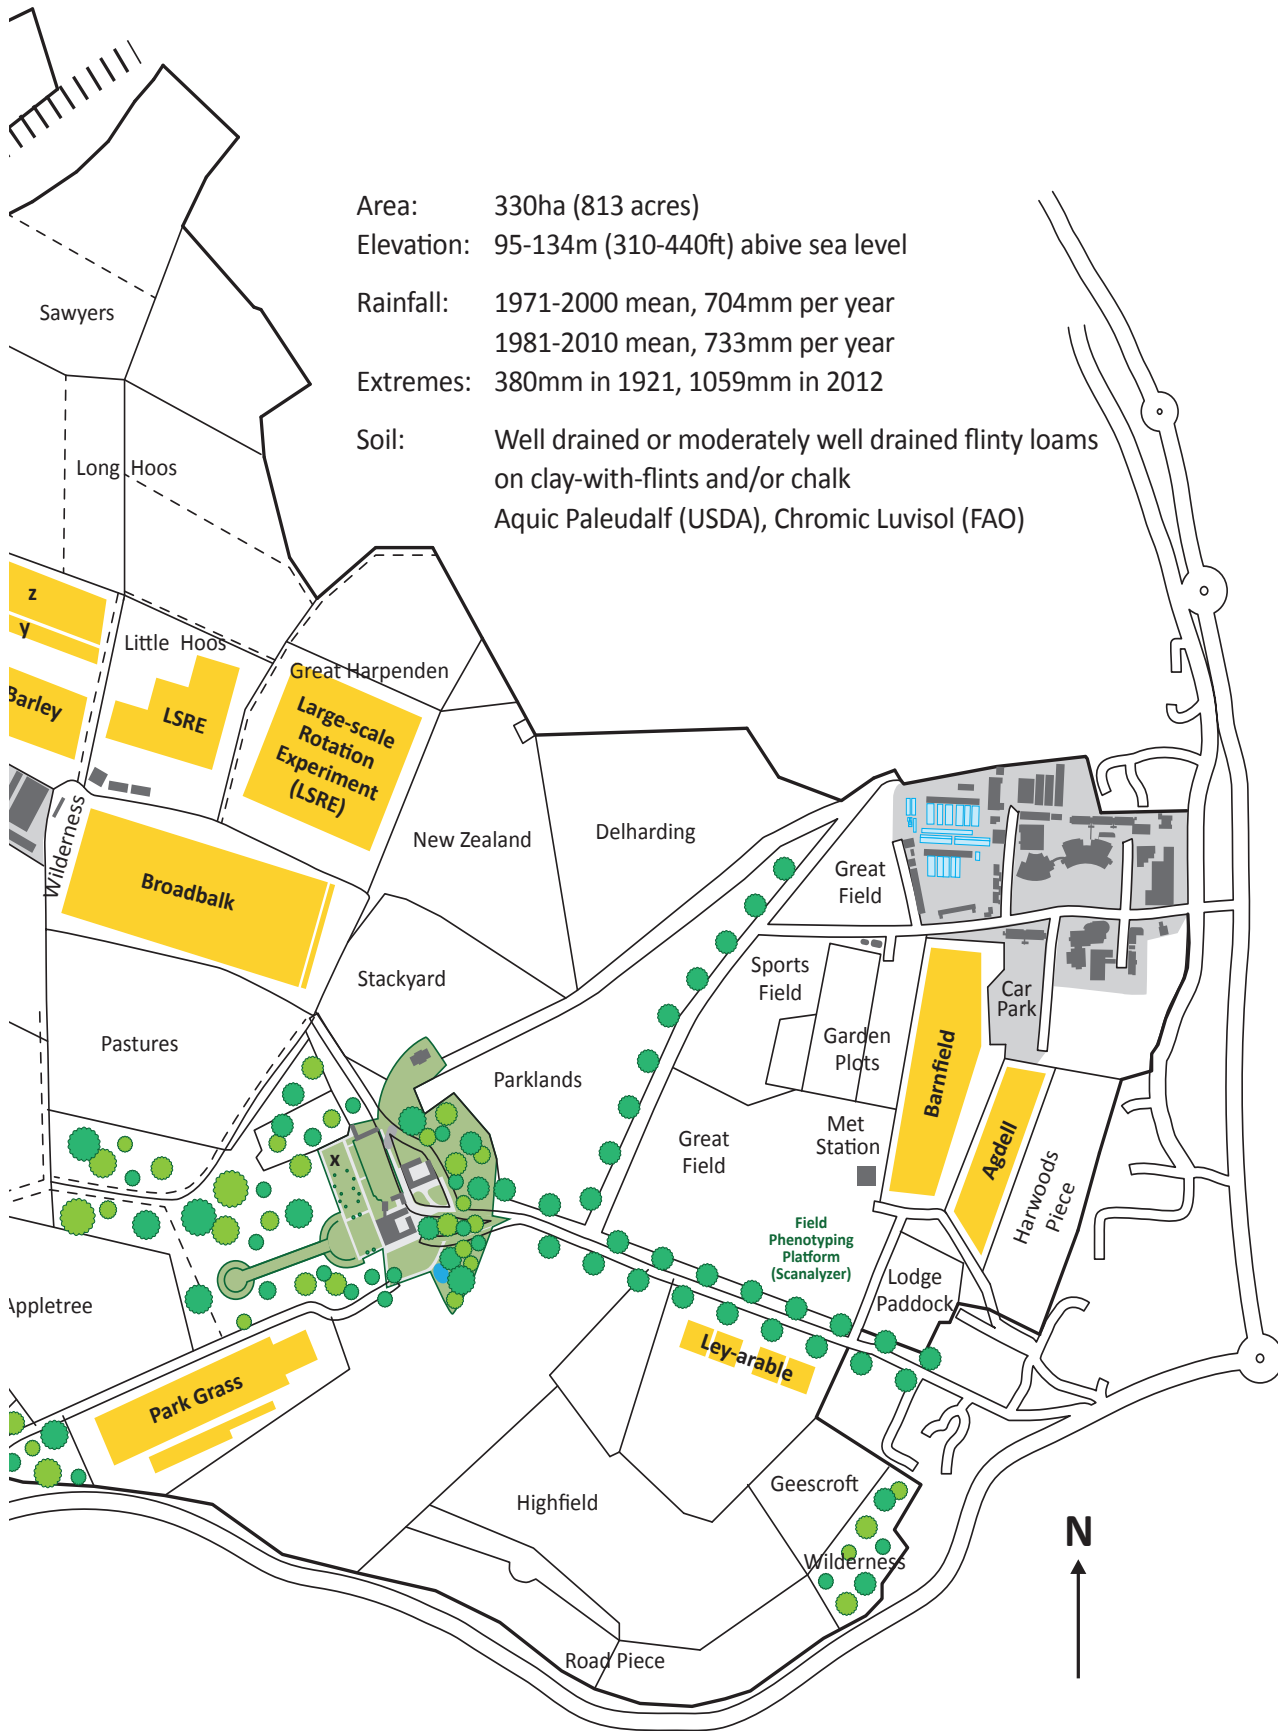 Area: 330ha (813 acres)
Elevation: 95-134m (310-440ft) abive sea level
Rainfall: 1971-2000 mean, 704mm per year
1981-2010 mean, 733mm per year
Extremes: 380mm in 1921, 1059mm in 2012
Soil: Well drained or moderately well drained flinty loams
on clay-with-flints and/or chalk
Aquic Paleudalf (USDA), Chromic Luvisol (FAO)
Sawyers
Long Hoos
z
y
Little Hoos
Barley
LSRE
Great Harpenden
Large-scale
Rotation
Experiment
(LSRE)
Wilderness
Broadbalk
New Zealand
Delharding
Great
Field
Stackyard
Sports
Field
Car
Park
Pastures
Garden
Plots
Parklands
Barnfield
Met
Station
Great
Field
Agdell
Harwoods
Piece
x
Field
Phenotyping
Platform
(Scanalyzer)
Lodge
Paddock
Appletree
Ley-arable
Park Grass
Geescroft
Highfield
Wilderness
N
Road Piece